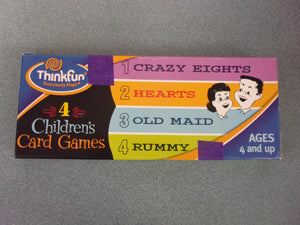 Thinkfun
Everybody Plays
4
Children's
Card Games
1 CRAZY EIGHTS
2 HEARTS
3 OLD MAID
4 RUMMY
AGES
4 and up